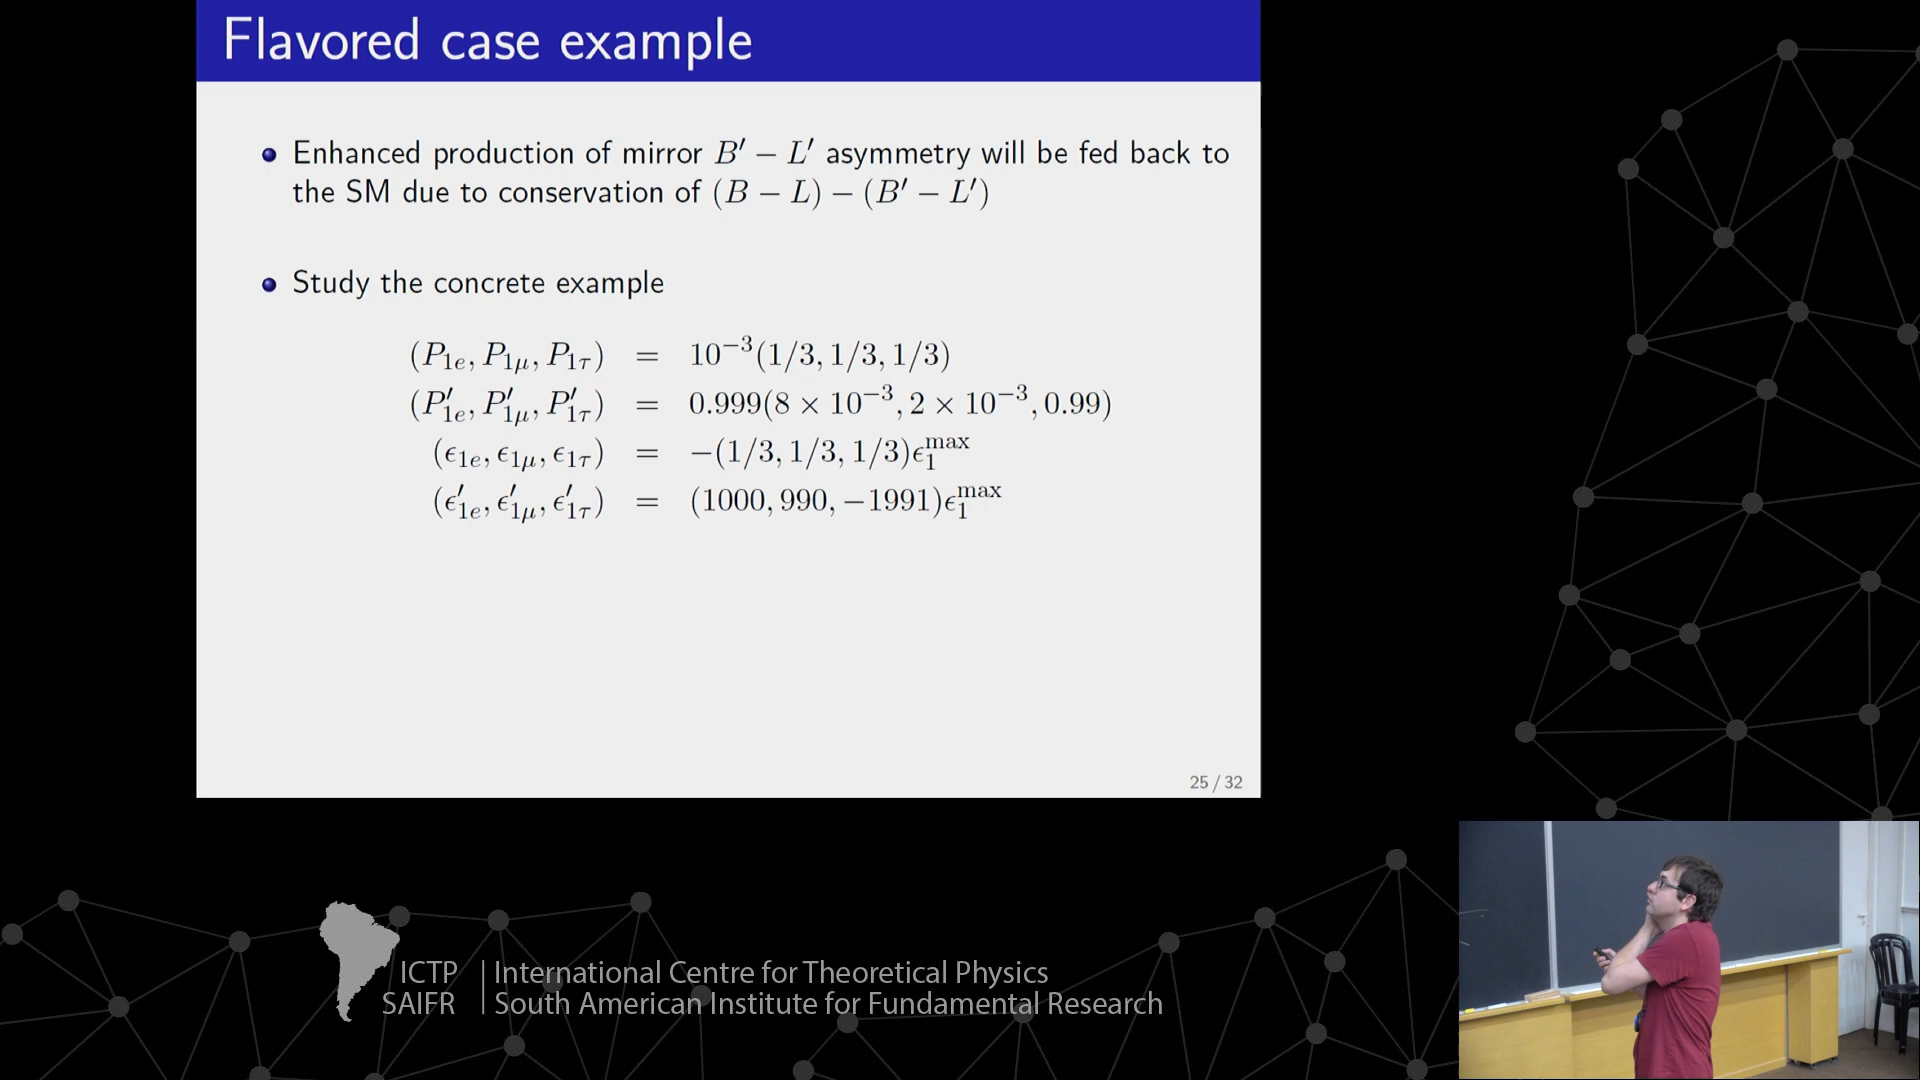 Flavored case example
Enhanced production of mirror B′ − L′ asymmetry will be fed back to
the SM due to conservation of (B − L) − (B′ − L′)
Study the concrete example
(P₁ₑ, P₁μ, P₁τ) = 10⁻³(1/3, 1/3, 1/3)
(P′₁ₑ, P′₁μ, P′₁τ) = 0.999(8 × 10⁻³, 2 × 10⁻³, 0.99)
(ϵ₁ₑ, ϵ₁μ, ϵ₁τ) = −(1/3, 1/3, 1/3)ϵ₁^max
(ϵ′₁ₑ, ϵ′₁μ, ϵ′₁τ) = (1000, 990, −1991)ϵ₁^max
25 / 32
ICTP | International Centre for Theoretical Physics
SAIFR | South American Institute for Fundamental Research